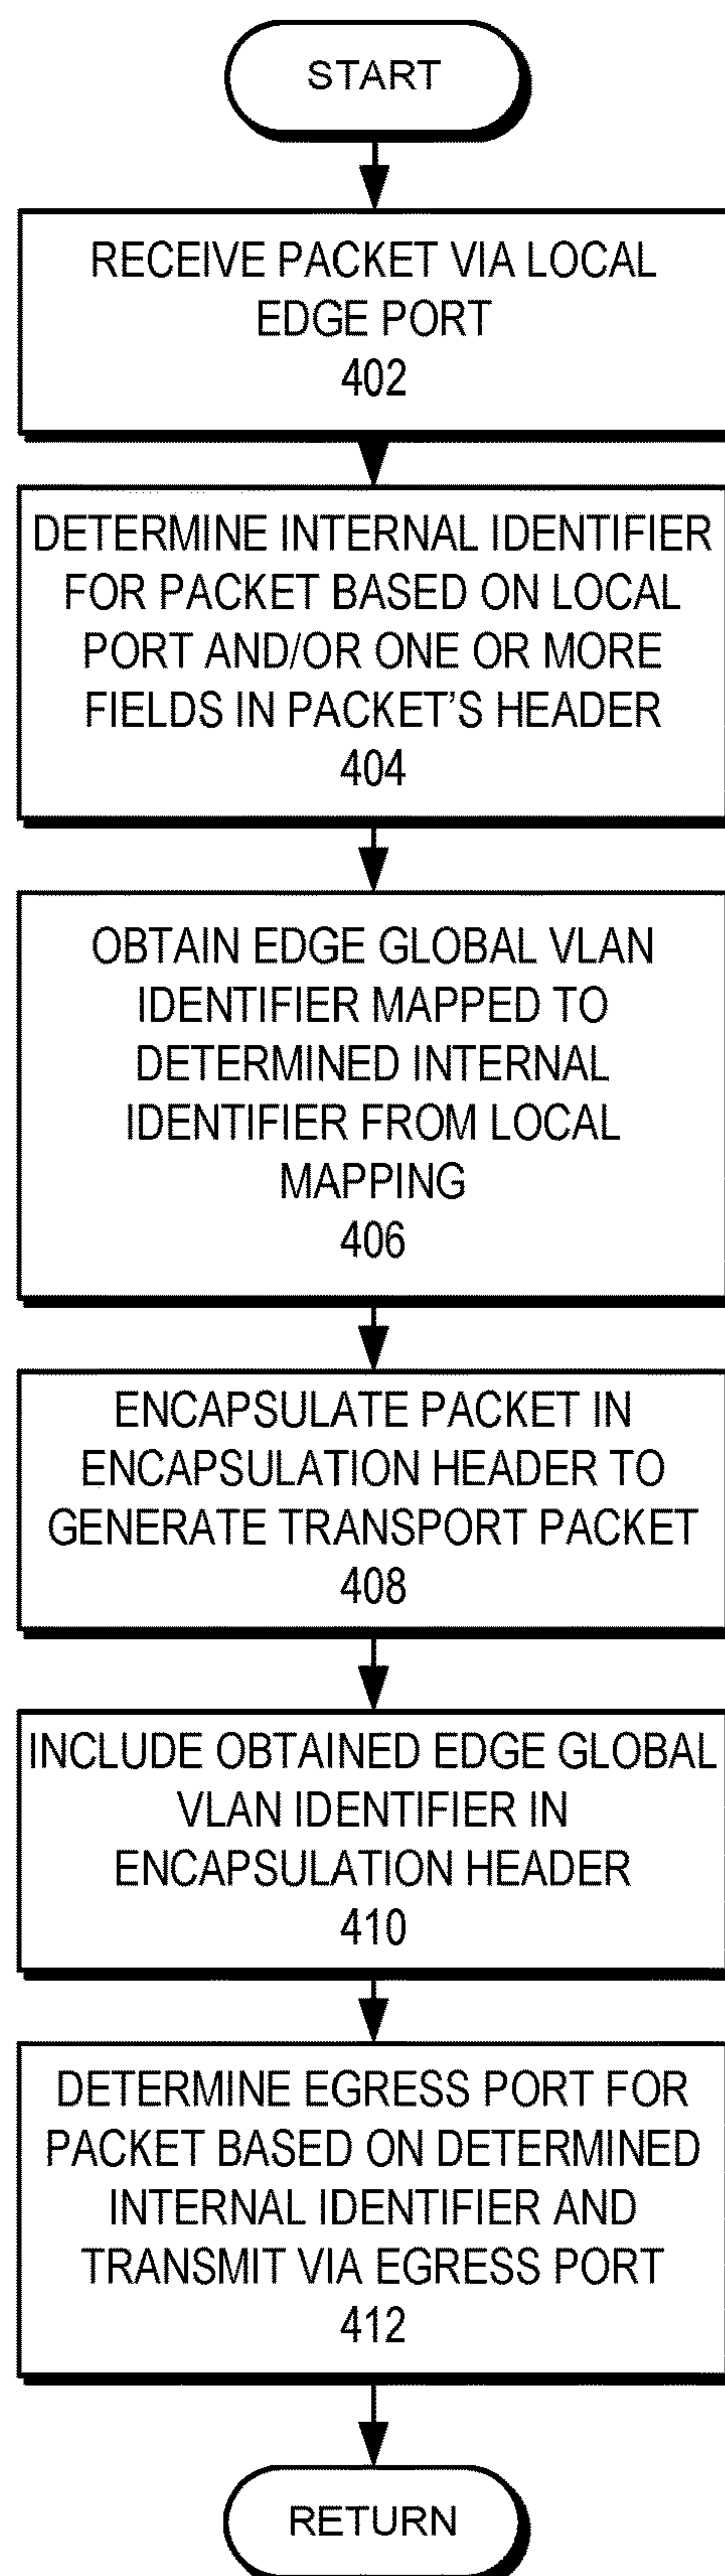 START
RECEIVE PACKET VIA LOCAL
EDGE PORT
402
DETERMINE INTERNAL IDENTIFIER
FOR PACKET BASED ON LOCAL
PORT AND/OR ONE OR MORE
FIELDS IN PACKET'S HEADER
404
OBTAIN EDGE GLOBAL VLAN
IDENTIFIER MAPPED TO
DETERMINED INTERNAL
IDENTIFIER FROM LOCAL
MAPPING
406
ENCAPSULATE PACKET IN
ENCAPSULATION HEADER TO
GENERATE TRANSPORT PACKET
408
INCLUDE OBTAINED EDGE GLOBAL
VLAN IDENTIFIER IN
ENCAPSULATION HEADER
410
DETERMINE EGRESS PORT FOR
PACKET BASED ON DETERMINED
INTERNAL IDENTIFIER AND
TRANSMIT VIA EGRESS PORT
412
RETURN